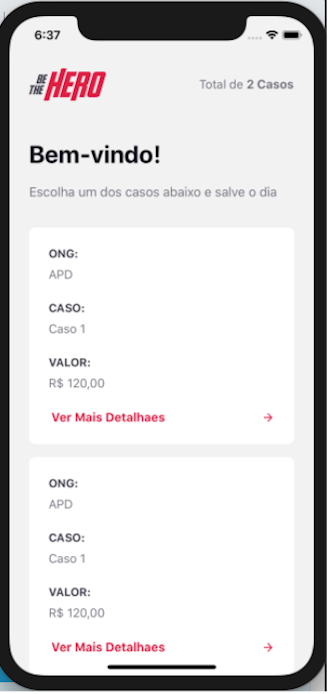 6:37
BE
THE HERO
Total de 2 Casos
Bem-vindo!
Escolha um dos casos abaixo e salve o dia
ONG:
APD
CASO:
Caso 1
VALOR:
R$ 120,00
Ver Mais Detalhaes
ONG:
APD
CASO:
Caso 1
VALOR:
R$ 120,00
Ver Mais Detalhaes